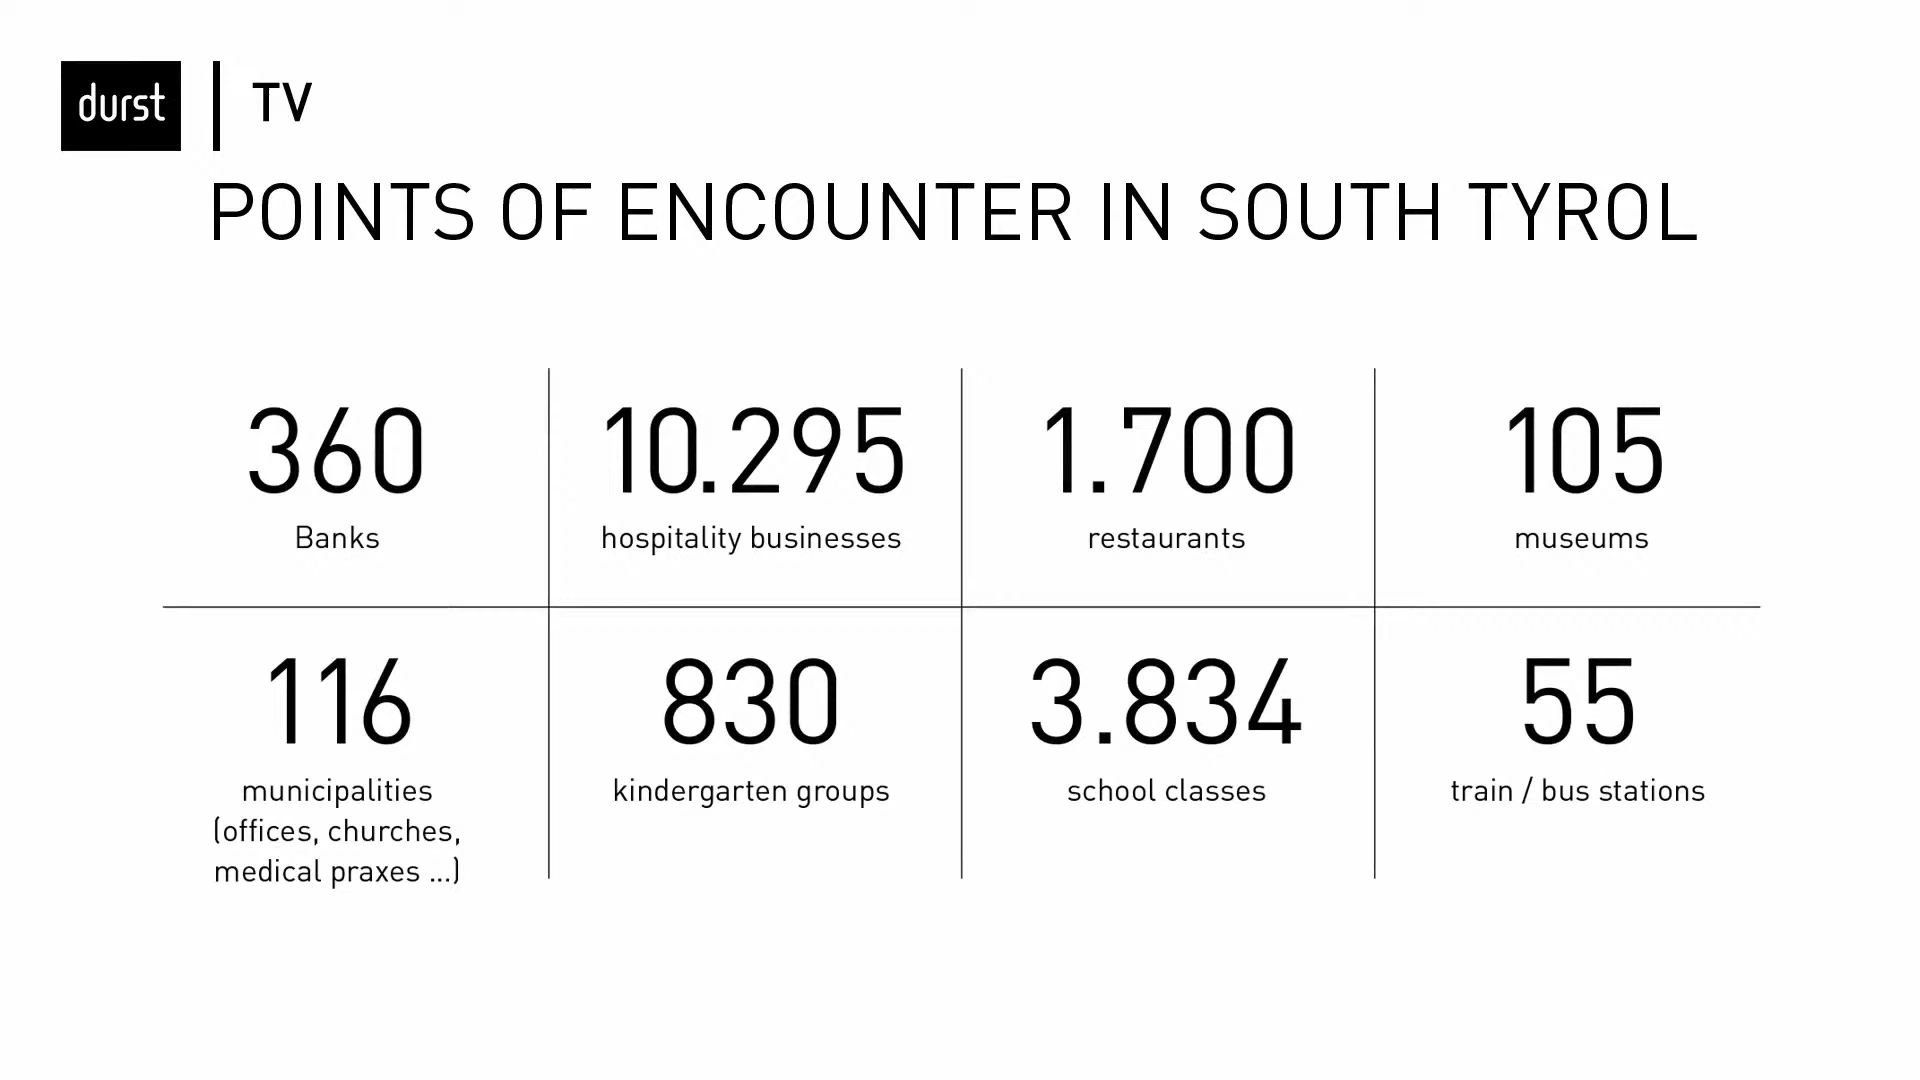 durst
TV
POINTS OF ENCOUNTER IN SOUTH TYROL
360
Banks
10.295
hospitality businesses
1.700
restaurants
105
museums
116
municipalities
(offices, churches,
medical praxes ...)
830
kindergarten groups
3.834
school classes
55
train / bus stations